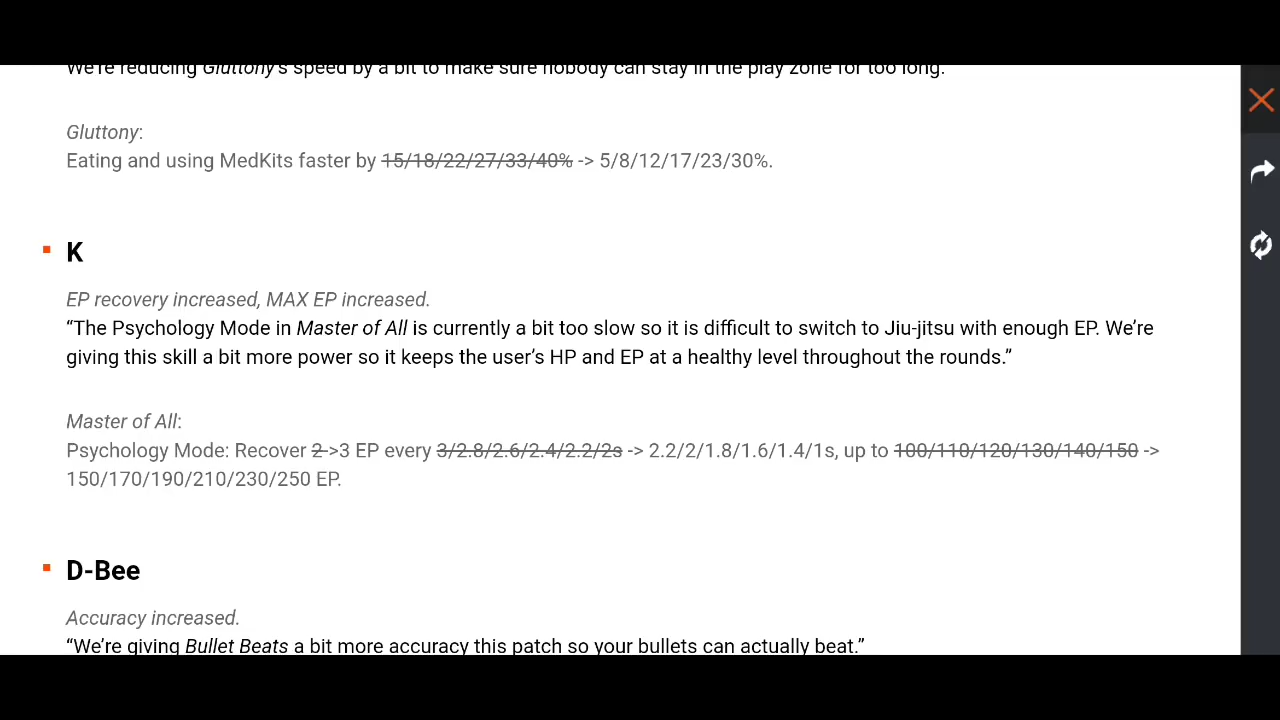 We're reducing Gluttony's speed by a bit to make sure nobody can stay in the play zone for too long.
Gluttony:
Eating and using MedKits faster by 15/18/22/27/33/40% -> 5/8/12/17/23/30%.
K
EP recovery increased, MAX EP increased.
“The Psychology Mode in Master of All is currently a bit too slow so it is difficult to switch to Jiu-jitsu with enough EP. We’re
giving this skill a bit more power so it keeps the user’s HP and EP at a healthy level throughout the rounds.”
Master of All:
Psychology Mode: Recover 2 ->3 EP every 3/2.8/2.6/2.4/2.2/2s -> 2.2/2/1.8/1.6/1.4/1s, up to 100/110/120/130/140/150 ->
150/170/190/210/230/250 EP.
D-Bee
Accuracy increased.
“We’re giving Bullet Beats a bit more accuracy this patch so your bullets can actually beat.”